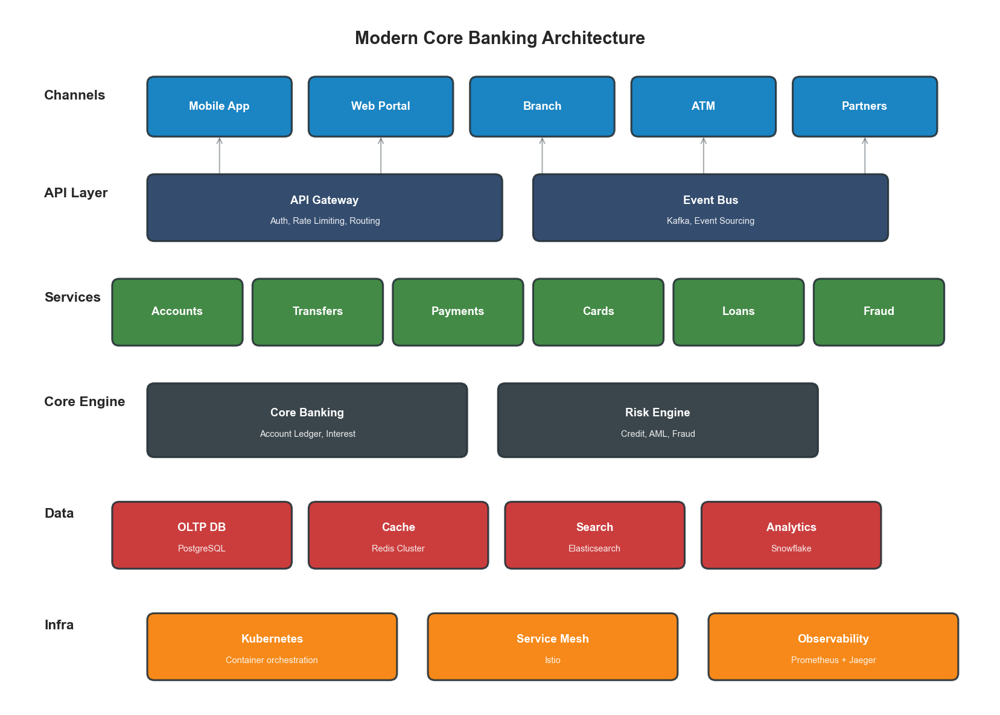 Modern Core Banking Architecture
Channels
Mobile App
Web Portal
Branch
ATM
Partners
API Layer
API Gateway
Auth, Rate Limiting, Routing
Event Bus
Kafka, Event Sourcing
Services
Accounts
Transfers
Payments
Cards
Loans
Fraud
Core Engine
Core Banking
Account Ledger, Interest
Risk Engine
Credit, AML, Fraud
Data
OLTP DB
PostgreSQL
Cache
Redis Cluster
Search
Elasticsearch
Analytics
Snowflake
Infra
Kubernetes
Container orchestration
Service Mesh
Istio
Observability
Prometheus + Jaeger